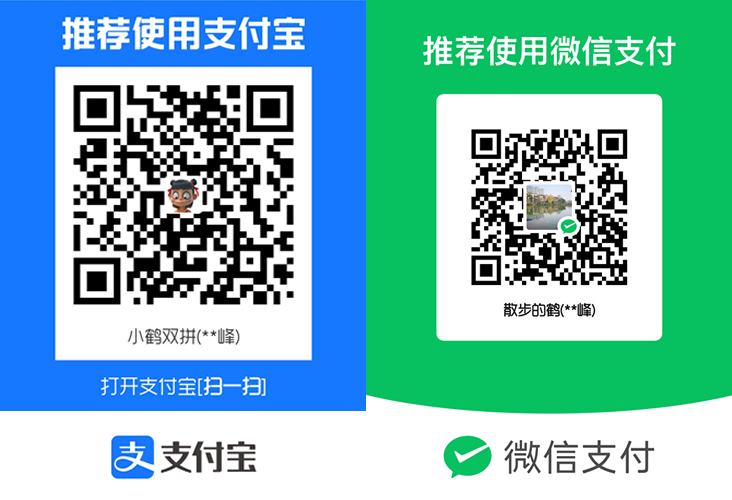 推荐使用支付宝
小鹤双拼(**峰)
打开支付宝[扫一扫]
支 支付宝
推荐使用微信支付
散步的鹤(**峰)
微信支付